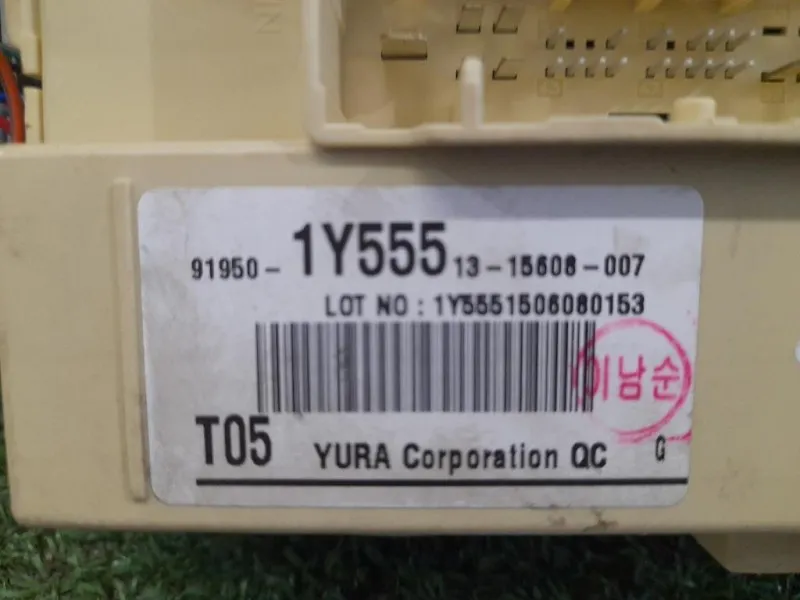 91950- 1Y555 13-15608-007
LOT NO : 1Y5551506080153
이남순
T05 YURA Corporation QC G